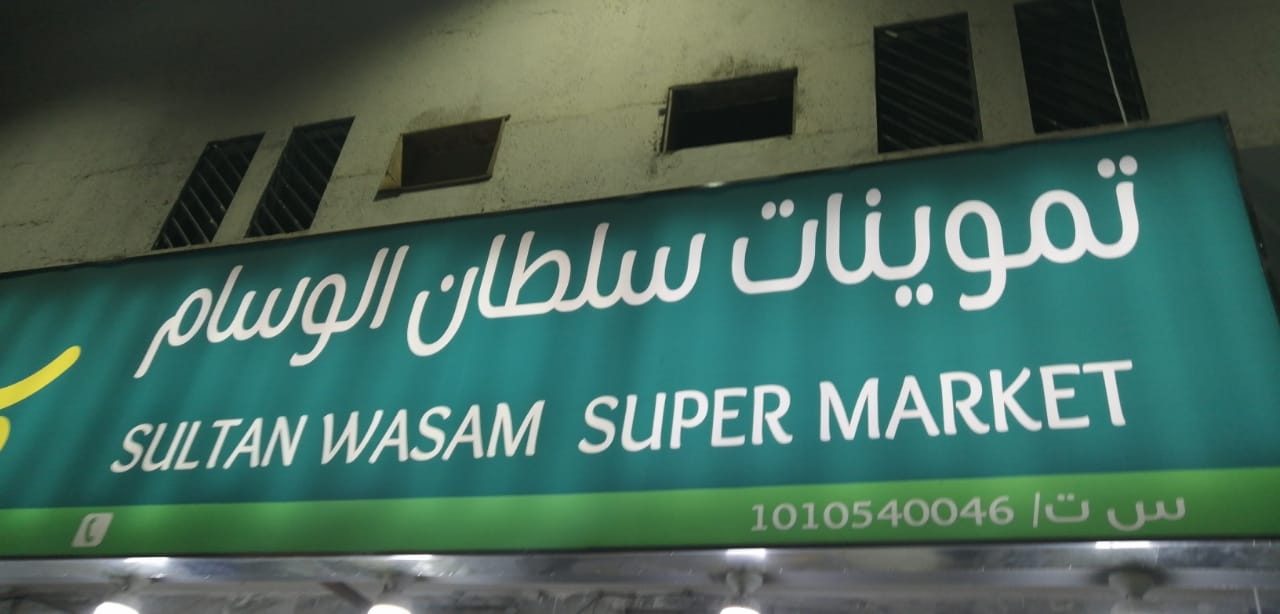 تموينات سلطان الوسام
SULTAN WASAM SUPER MARKET
س ت/ 1010540046